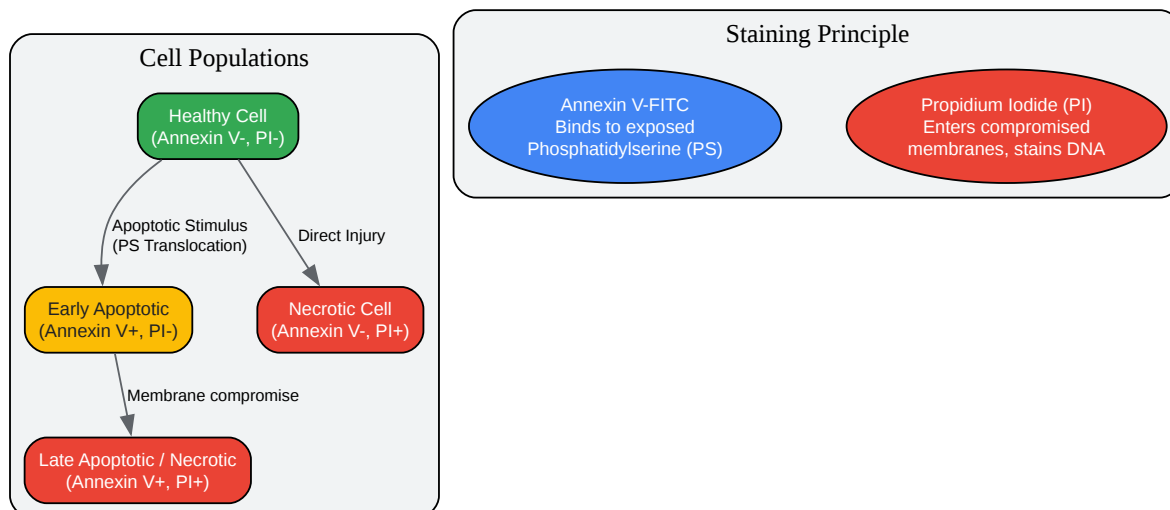 Cell Populations
Healthy Cell
(Annexin V-, PI-)
Apoptotic Stimulus
(PS Translocation)
Direct Injury
Early Apoptotic
(Annexin V+, PI-)
Necrotic Cell
(Annexin V-, PI+)
Membrane compromise
Late Apoptotic / Necrotic
(Annexin V+, PI+)
Staining Principle
Annexin V-FITC
Binds to exposed
Phosphatidylserine (PS)
Propidium Iodide (PI)
Enters compromised
membranes, stains DNA